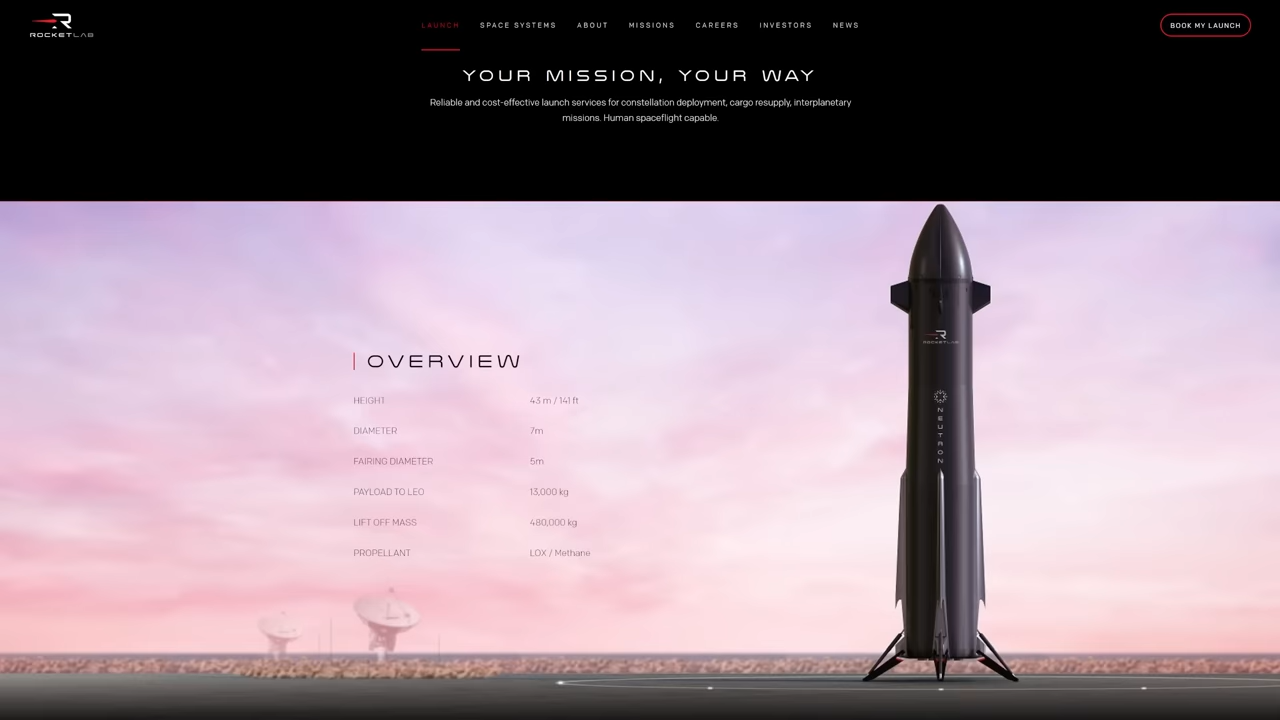 ROCKETLAB
LAUNCH SPACE SYSTEMS ABOUT MISSIONS CAREERS INVESTORS NEWS
BOOK MY LAUNCH
YOUR MISSION, YOUR WAY
Reliable and cost-effective launch services for constellation deployment, cargo resupply, interplanetary
missions. Human spaceflight capable.
OVERVIEW
HEIGHT 43 m / 141 ft
DIAMETER 7m
FAIRING DIAMETER 5m
PAYLOAD TO LEO 13,000 kg
LIFT OFF MASS 480,000 kg
PROPELLANT LOX / Methane
ROCKETLAB
NEUTRON